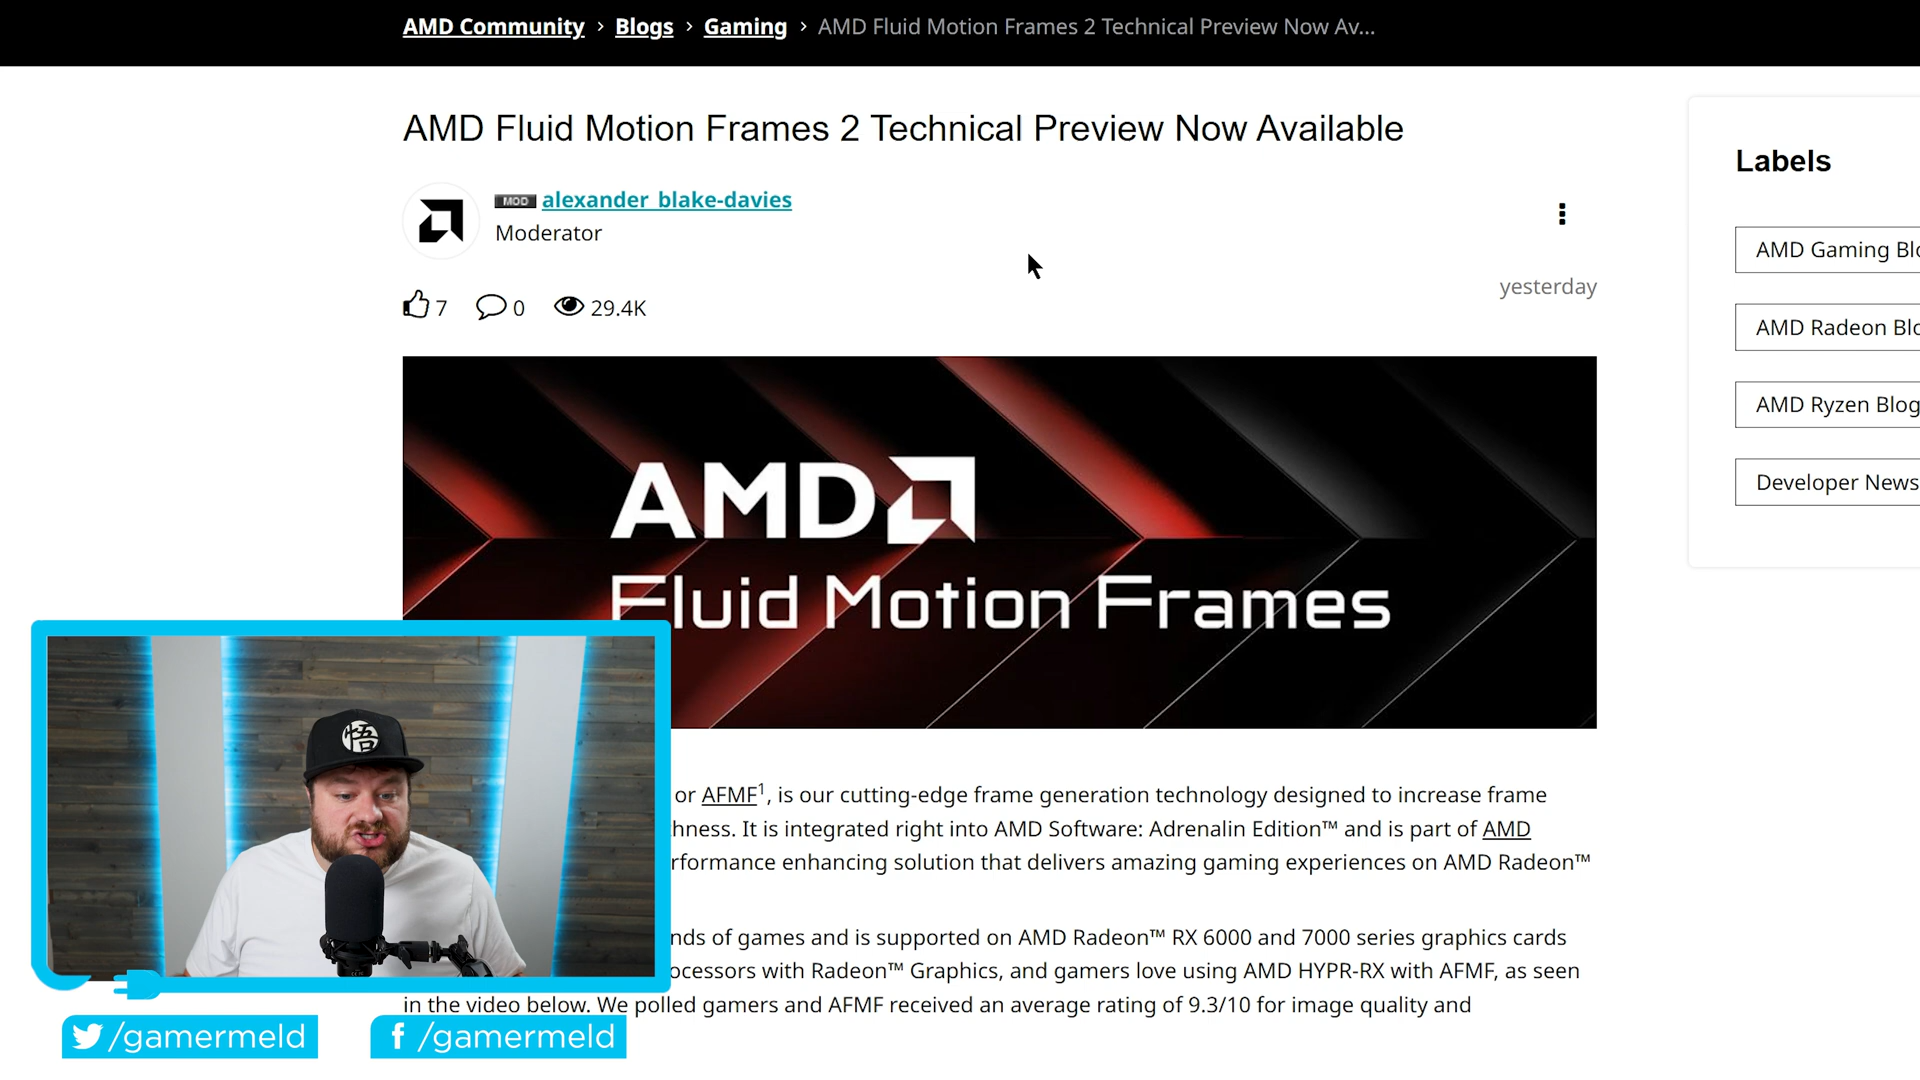 AMD Community › Blogs › Gaming › AMD Fluid Motion Frames 2 Technical Preview Now Av...
AMD Fluid Motion Frames 2 Technical Preview Now Available
MOD alexander_blake-davies
Moderator
7 0 29.4K
yesterday
AMD
Fluid Motion Frames
or AFMF1, is our cutting-edge frame generation technology designed to increase frame
hness. It is integrated right into AMD Software: Adrenalin Edition™ and is part of AMD
rformance enhancing solution that delivers amazing gaming experiences on AMD Radeon™
nds of games and is supported on AMD Radeon™ RX 6000 and 7000 series graphics cards
ocessors with Radeon™ Graphics, and gamers love using AMD HYPR-RX with AFMF, as seen
in the video below. We polled gamers and AFMF received an average rating of 9.3/10 for image quality and
Labels
AMD Gaming Blo
AMD Radeon Blo
AMD Ryzen Blog
Developer News
悟
/gamermeld
f /gamermeld